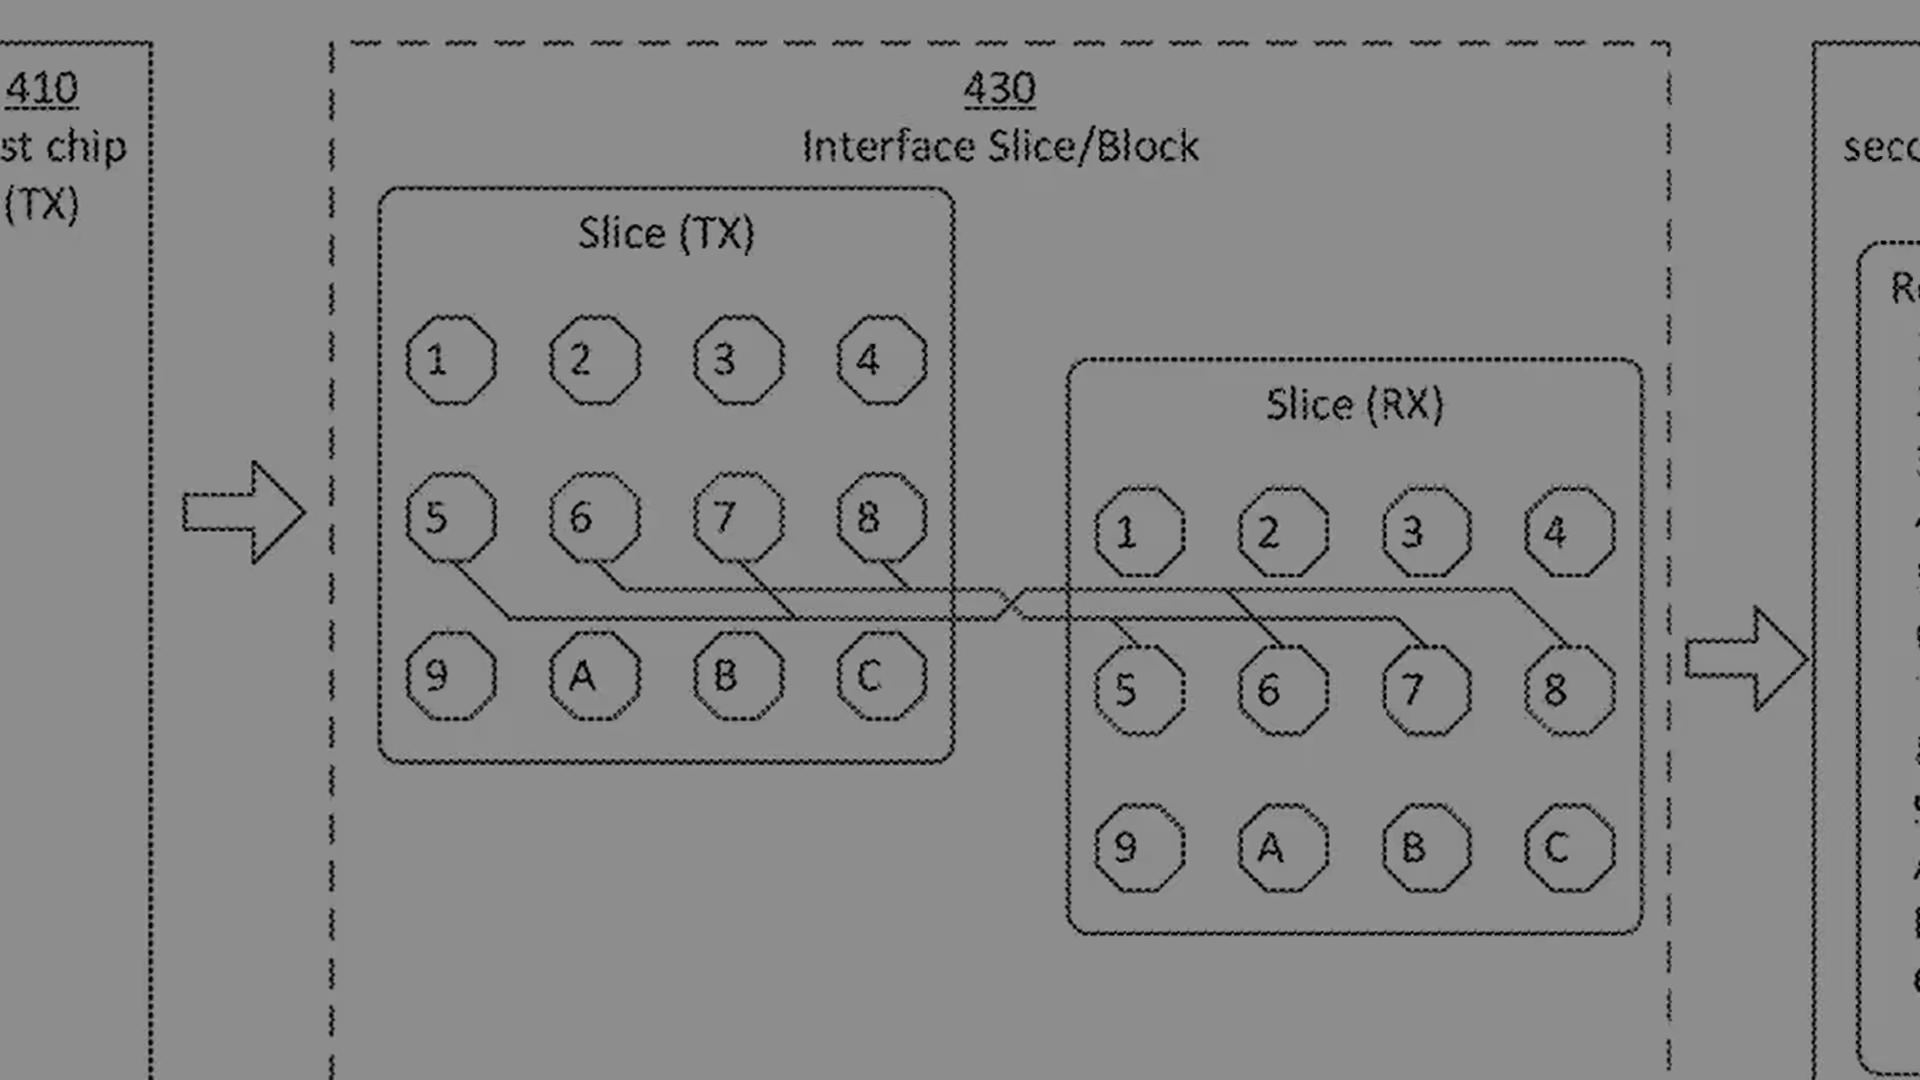 410
st chip
(TX)
430
Interface Slice/Block
Slice (TX)
1 2 3 4
5 6 7 8
9 A B C
Slice (RX)
1 2 3 4
5 6 7 8
9 A B C